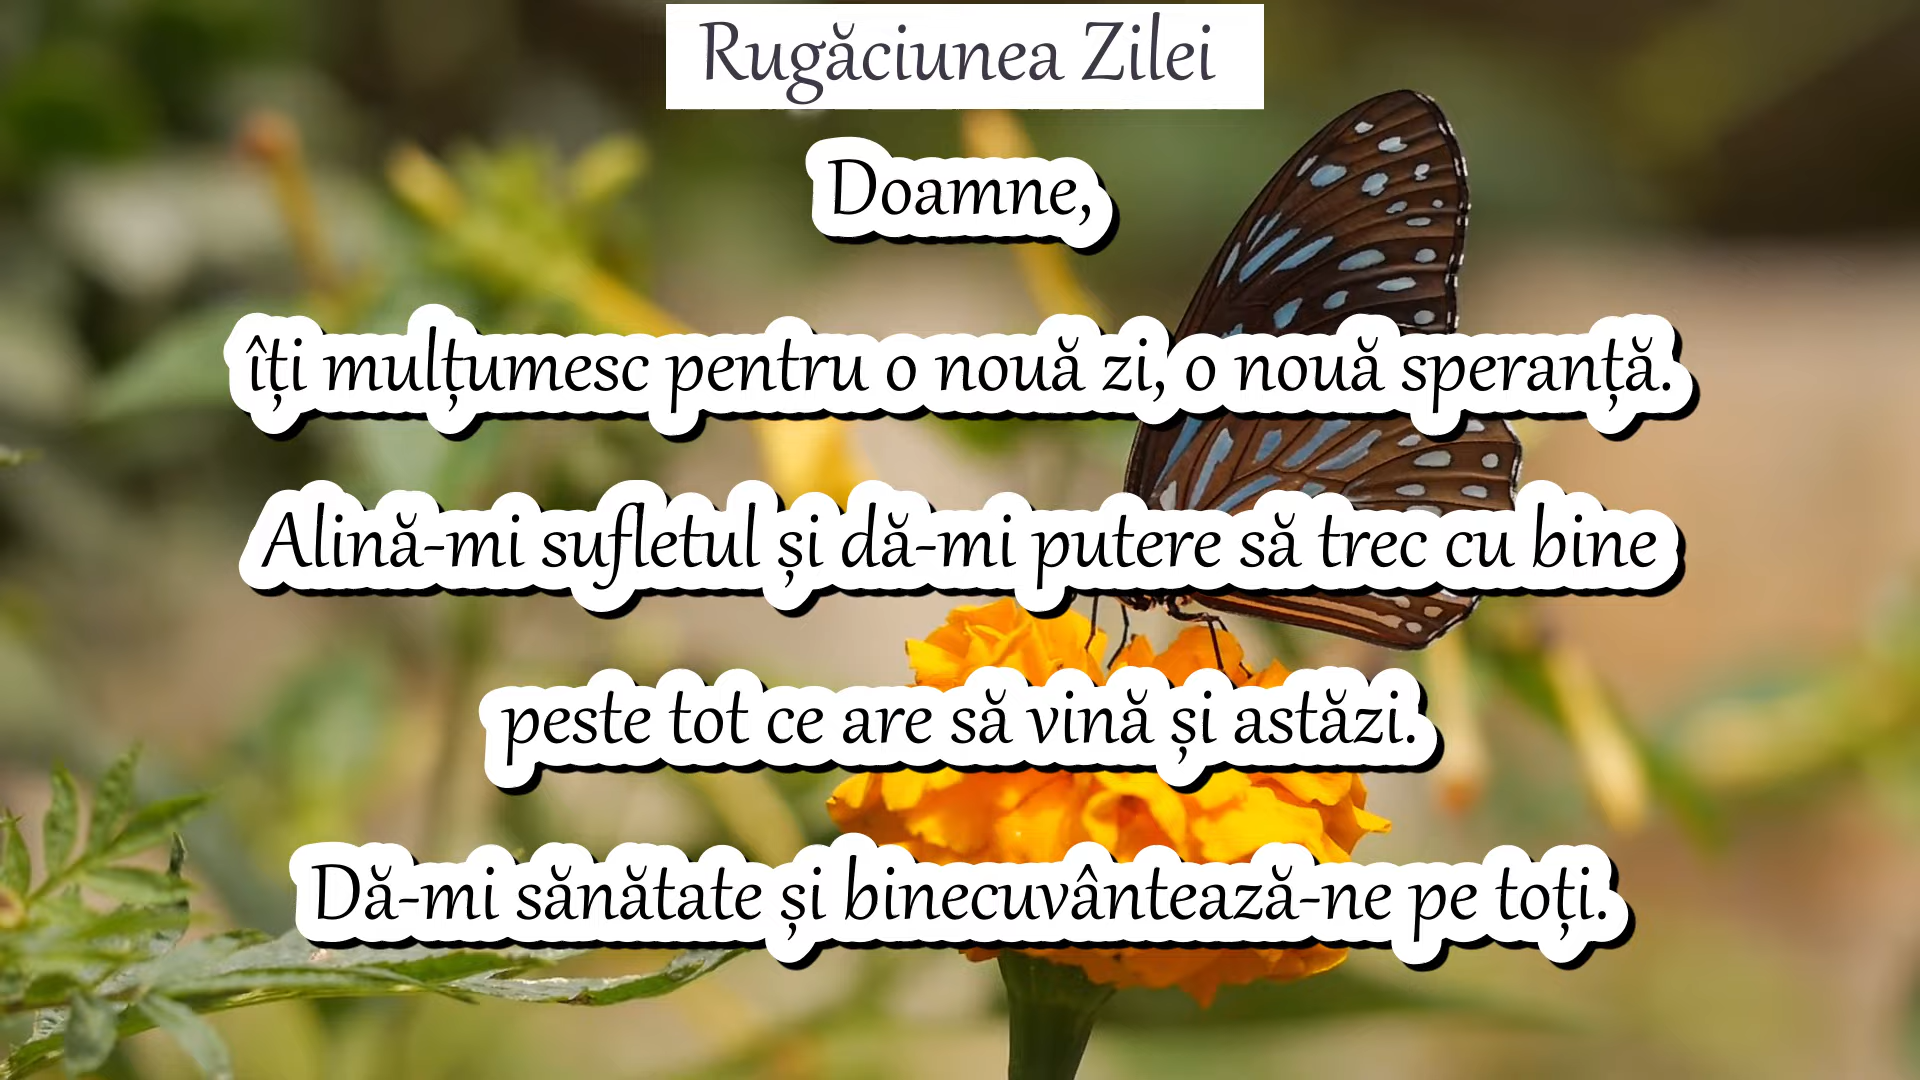 Rugăciunea Zilei
Doamne,
îți mulțumesc pentru o nouă zi, o nouă speranță.
Alină-mi sufletul și dă-mi putere să trec cu bine
peste tot ce are să vină și astăzi.
Dă-mi sănătate și binecuvântează-ne pe toți.